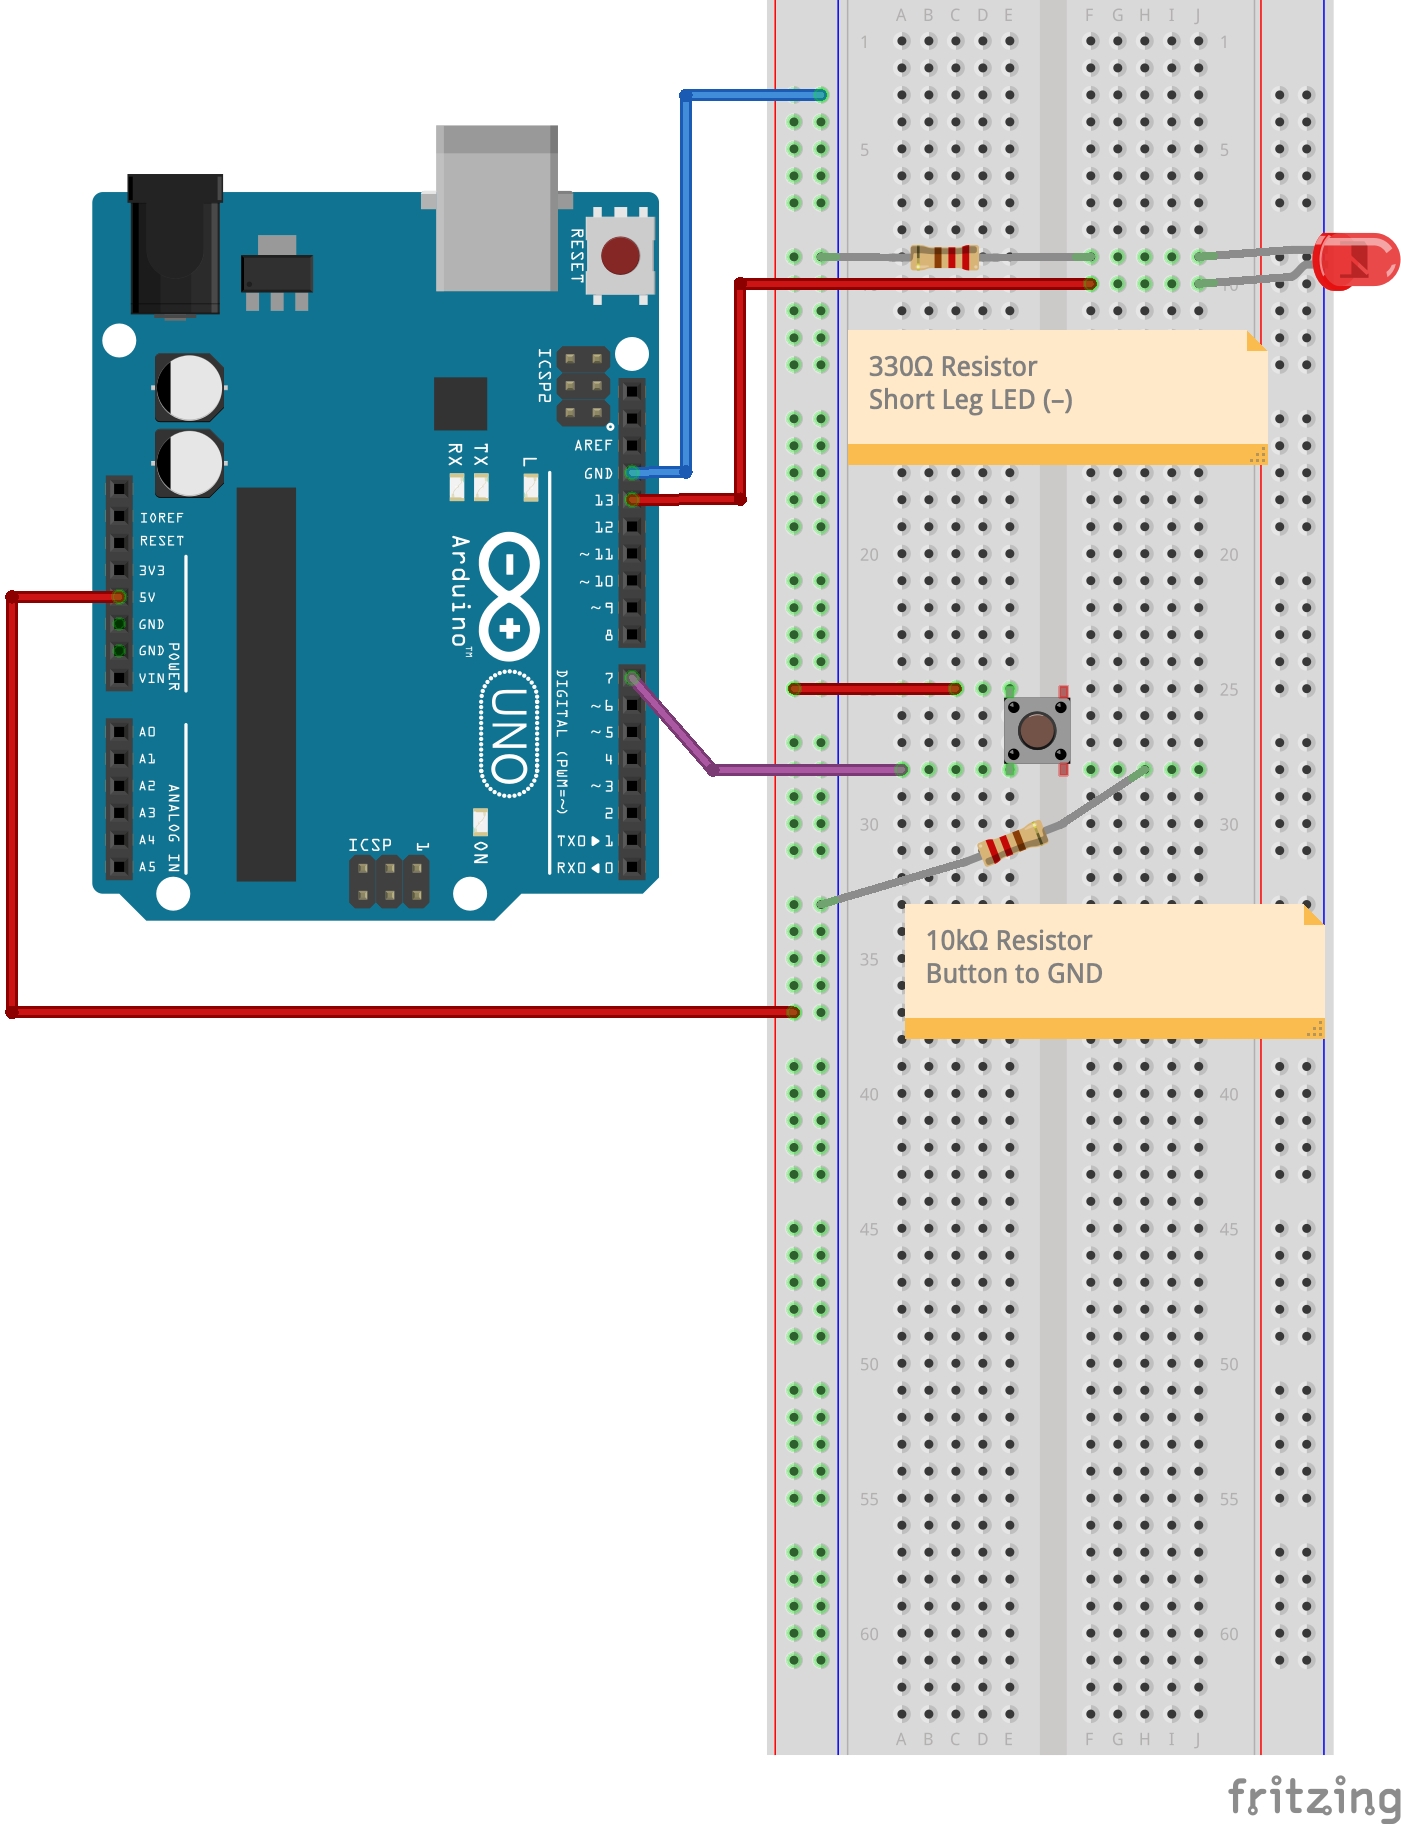 A B C D E F G H I J
1 1
5 5
10
RESET
ICSP2
AREF
GND
13
12
~11
~10
~9
8
7
~6
~5
4
~3
2
TX0▶1
RX0◀0
DIGITAL (PWM=~)
RX TX L
Arduino™
UNO
ON
ICSP 1
IOREF
RESET
3V3
5V
GND
GND
VIN
POWER
A0
A1
A2
A3
A4
A5
ANALOG IN
330Ω Resistor
Short Leg LED (–)
20 20
25 25
30 30
10kΩ Resistor
Button to GND
35
40 40
45 45
50 50
55 55
60 60
A B C D E F G H I J
fritzing